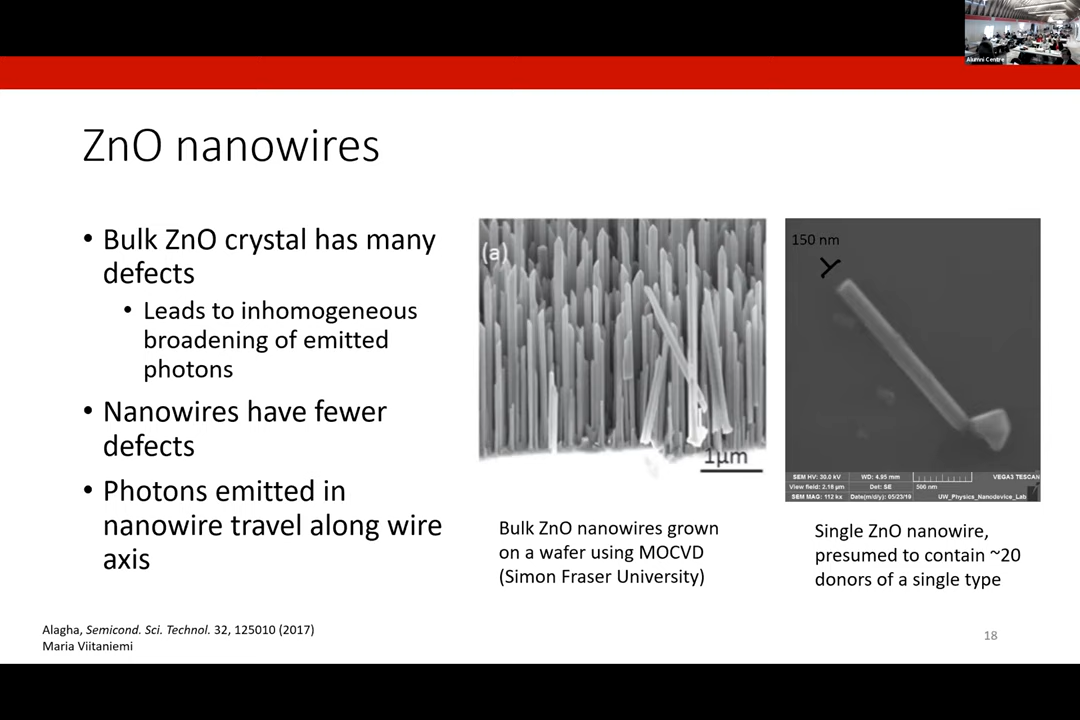 Alumni Centre
ZnO nanowires
• Bulk ZnO crystal has many
defects
• Leads to inhomogeneous
broadening of emitted
photons
• Nanowires have fewer
defects
• Photons emitted in
nanowire travel along wire
axis
(a)
1μm
150 nm
SEM HV: 30.0 kV WD: 4.95 mm VEGA3 TESCAN
View field: 2.18 μm Det: SE 500 nm
SEM MAG: 112 kx Date(m/d/y): 05/23/19 UW_Physics_Nanodevice_Lab
Bulk ZnO nanowires grown
on a wafer using MOCVD
(Simon Fraser University)
Single ZnO nanowire,
presumed to contain ~20
donors of a single type
Alagha, Semicond. Sci. Technol. 32, 125010 (2017)
Maria Viitaniemi
18